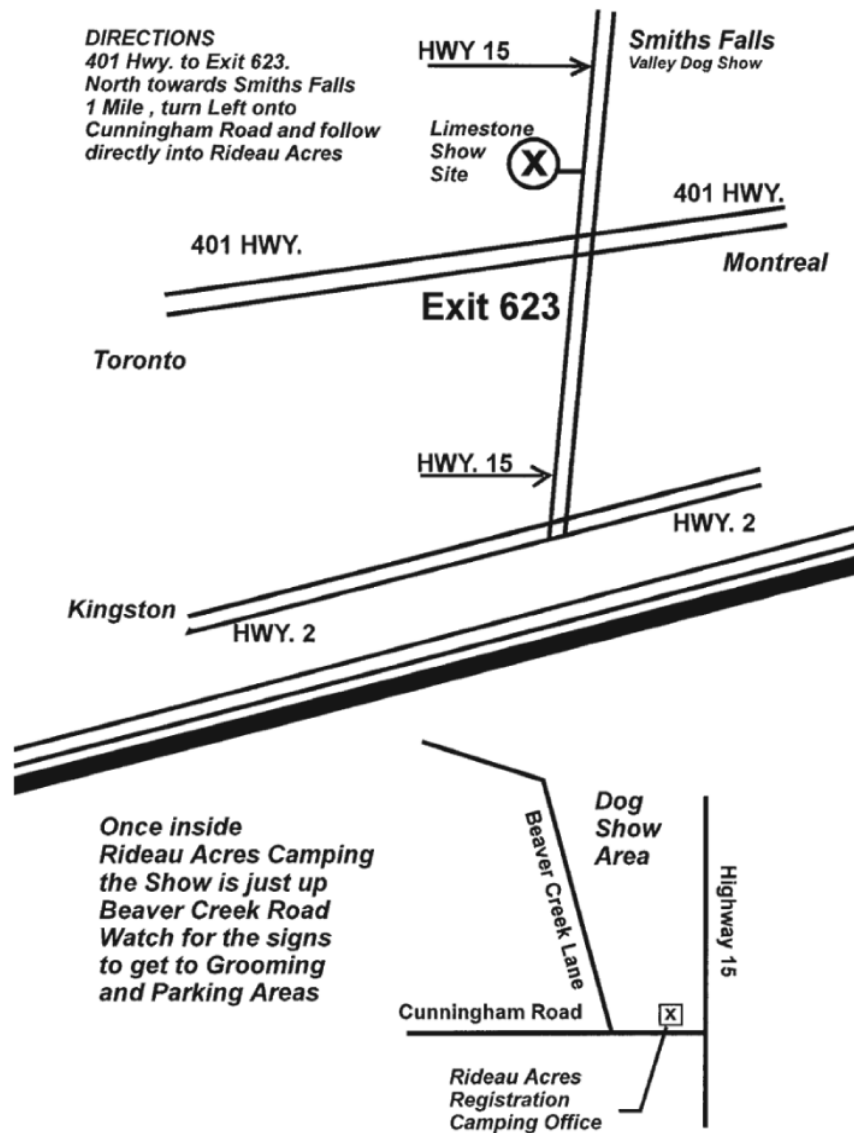 DIRECTIONS
401 Hwy. to Exit 623.
North towards Smiths Falls
1 Mile , turn Left onto
Cunningham Road and follow
directly into Rideau Acres
HWY 15
Smiths Falls
Valley Dog Show
Limestone
Show
Site
X
401 HWY.
401 HWY.
Montreal
Exit 623
Toronto
HWY. 15
HWY. 2
Kingston
HWY. 2
Once inside
Rideau Acres Camping
the Show is just up
Beaver Creek Road
Watch for the signs
to get to Grooming
and Parking Areas
Dog
Show
Area
Beaver Creek Lane
Highway 15
Cunningham Road
X
Rideau Acres
Registration
Camping Office